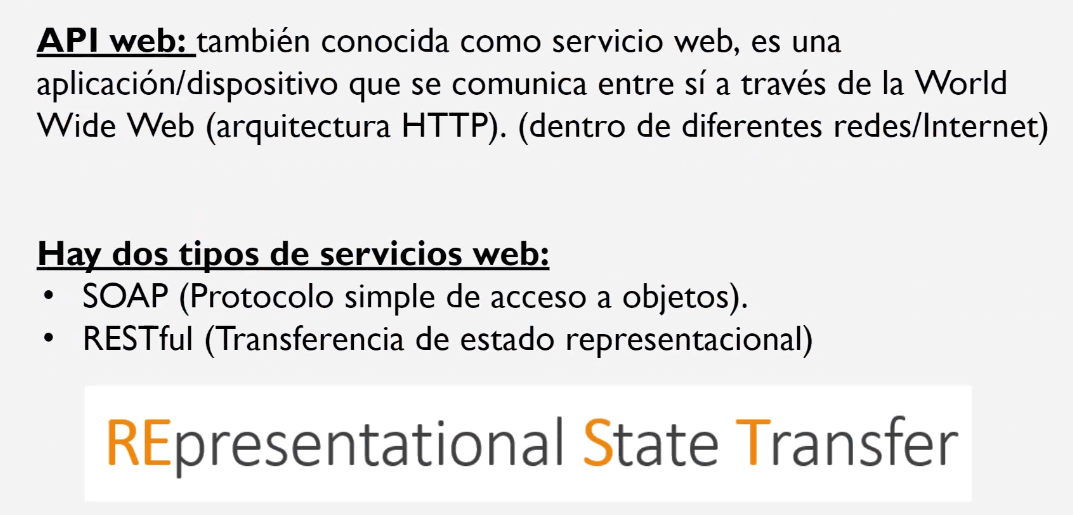 API web: también conocida como servicio web, es una
aplicación/dispositivo que se comunica entre sí a través de la World
Wide Web (arquitectura HTTP). (dentro de diferentes redes/Internet)
Hay dos tipos de servicios web:
• SOAP (Protocolo simple de acceso a objetos).
• RESTful (Transferencia de estado representacional)
REpresentational State Transfer